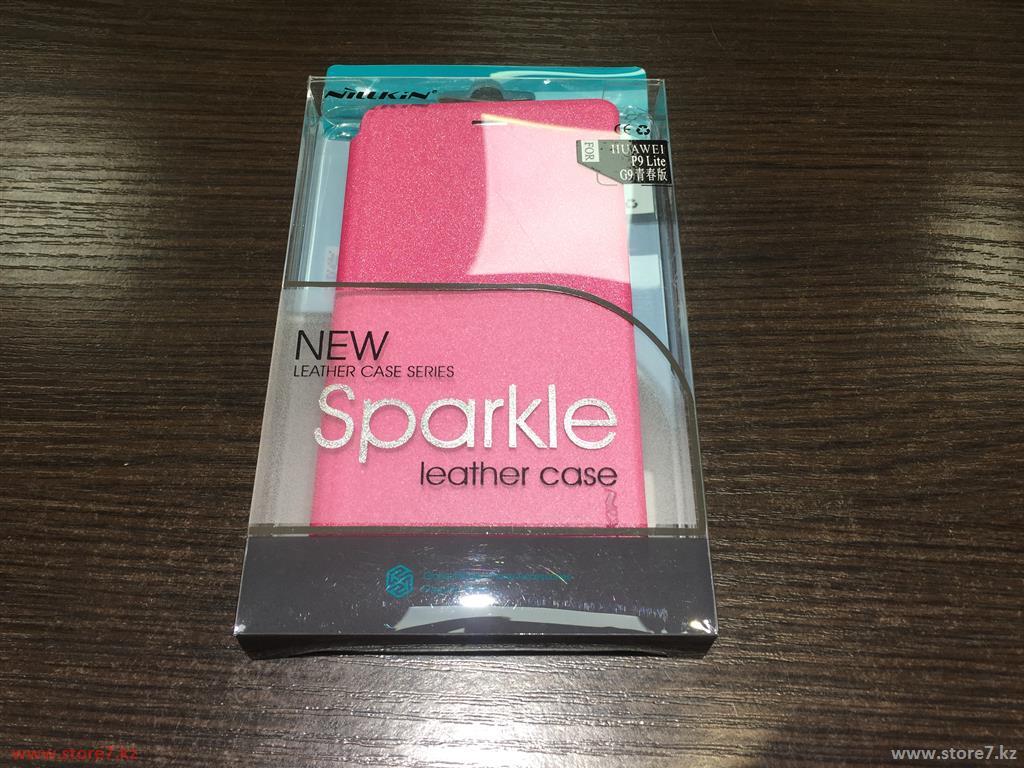 NILLKIN®
CE
FOR
HUAWEI
P9 Lite
G9青春版
NEW
LEATHER CASE SERIES
Sparkle
leather case
www.store7.kz
www.store7.kz